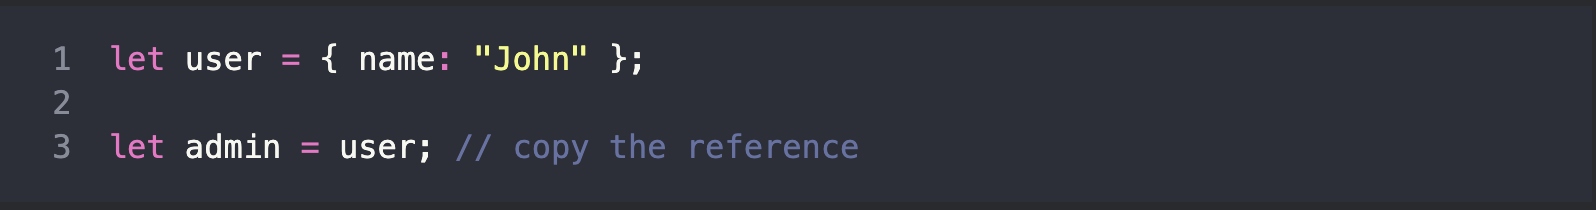 1 let user = { name: "John" };
2
3 let admin = user; // copy the reference